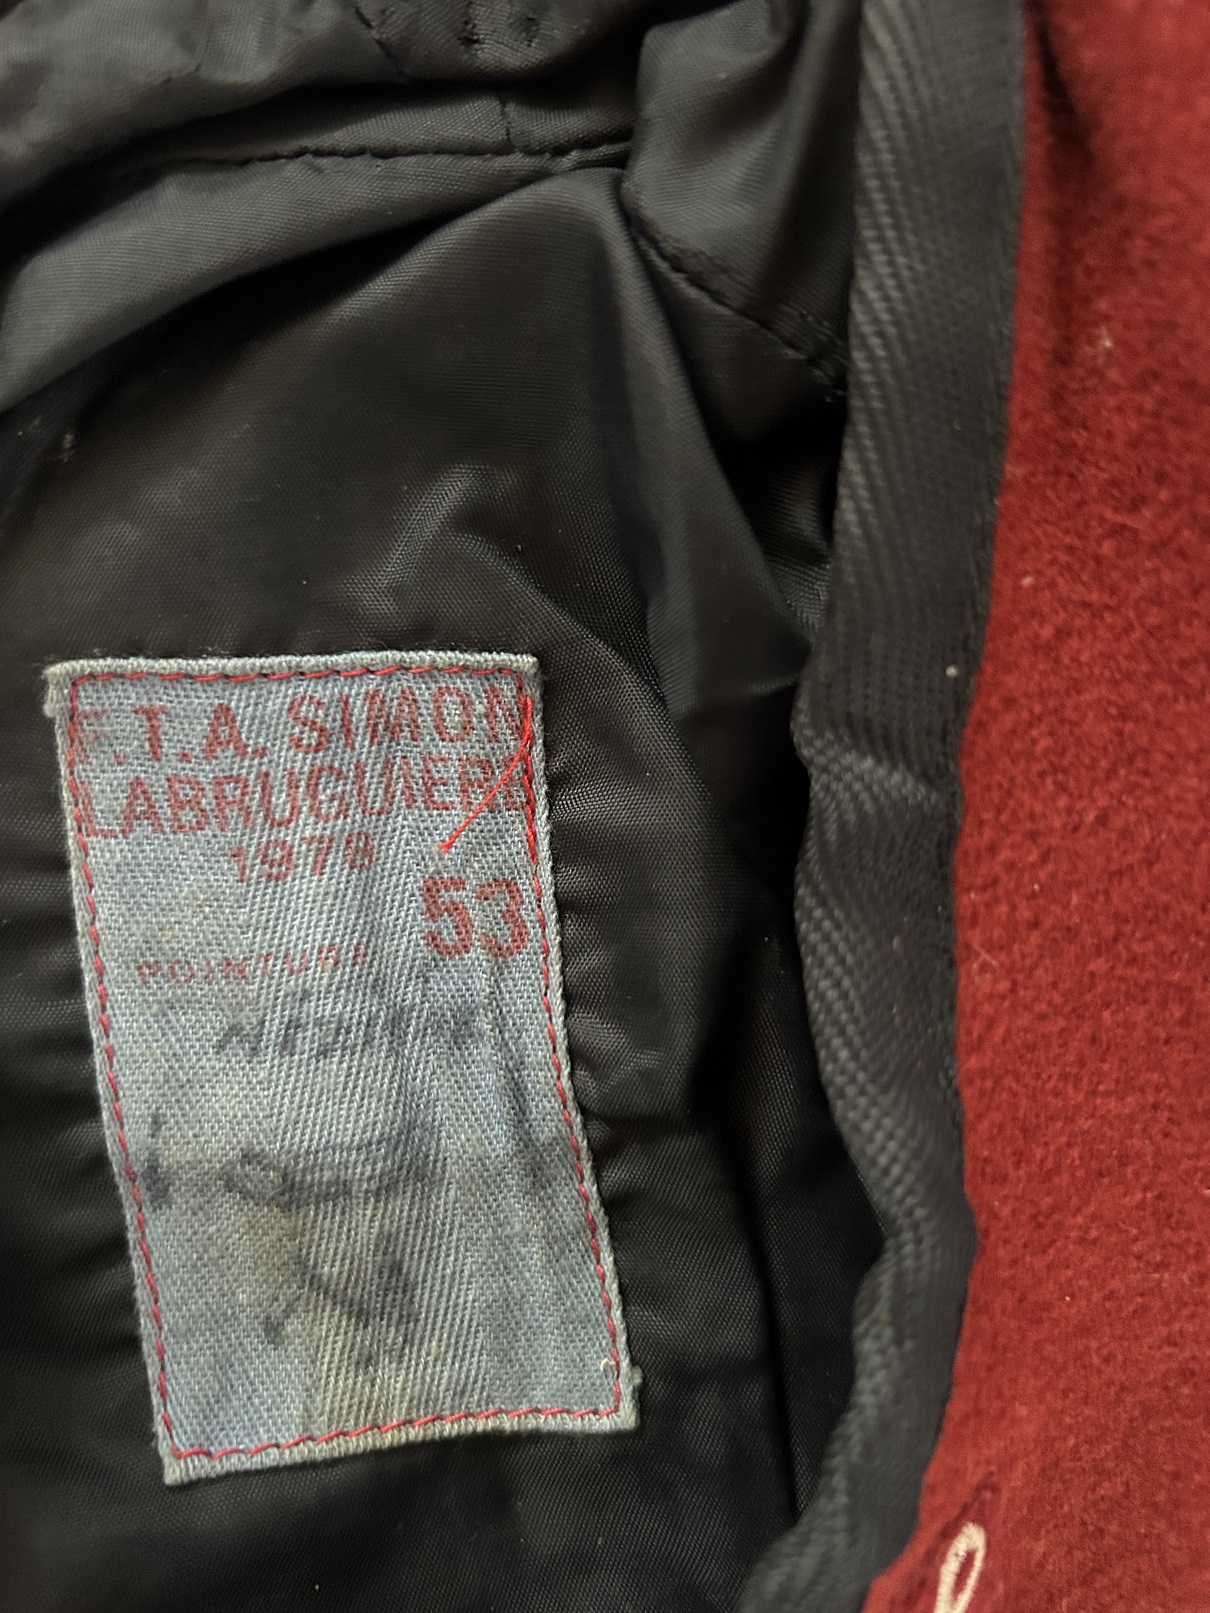 F.T.A. SIMON
LABRUGUIERE
1978
53
POINTURE